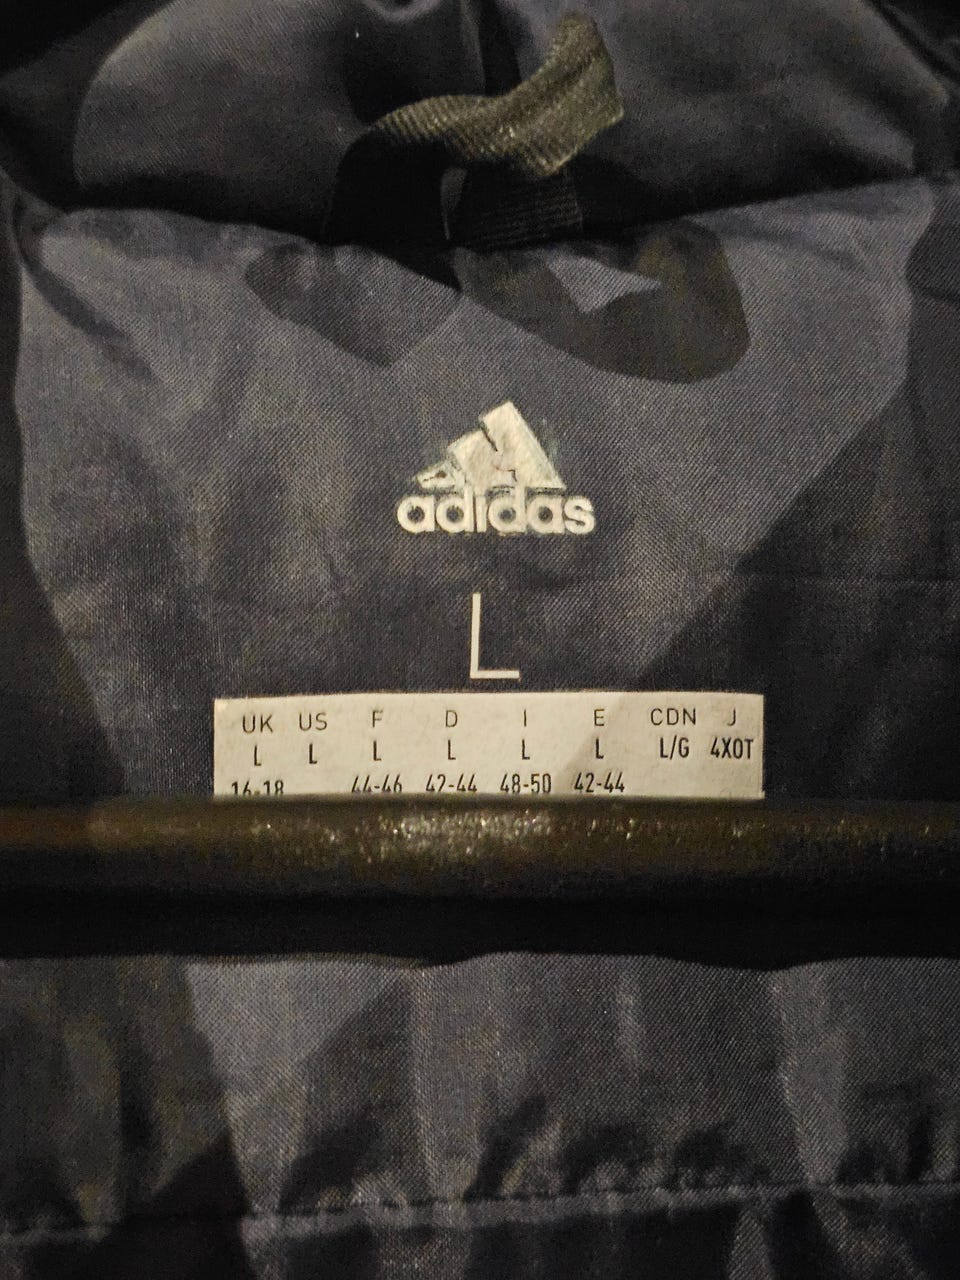 adidas
L
UK US F D I E CDN J
L L L L L L L/G 4XOT
16-18 44-46 42-44 48-50 42-44